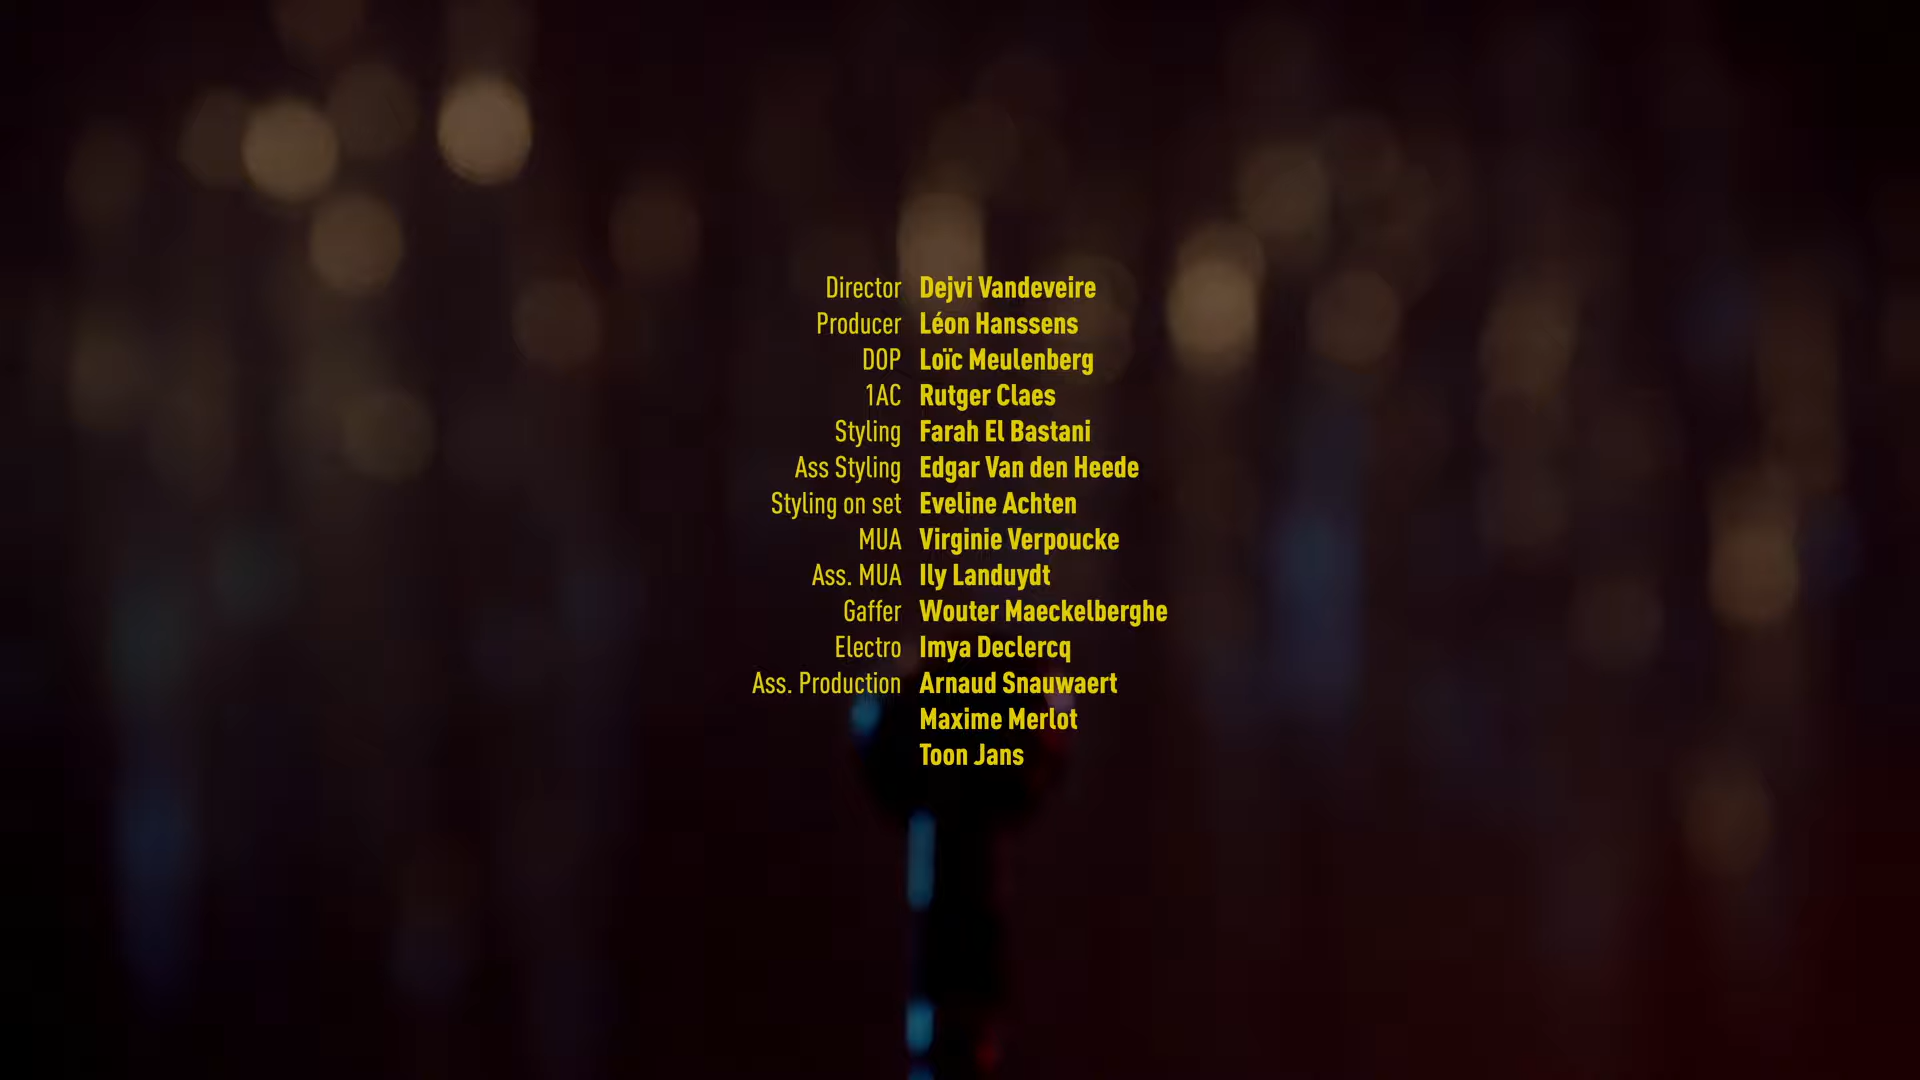 Director Dejvi Vandeveire
Producer Léon Hanssens
DOP Loïc Meulenberg
1AC Rutger Claes
Styling Farah El Bastani
Ass Styling Edgar Van den Heede
Styling on set Eveline Achten
MUA Virginie Verpoucke
Ass. MUA Ily Landuydt
Gaffer Wouter Maeckelberghe
Electro Imya Declercq
Ass. Production Arnaud Snauwaert
Maxime Merlot
Toon Jans